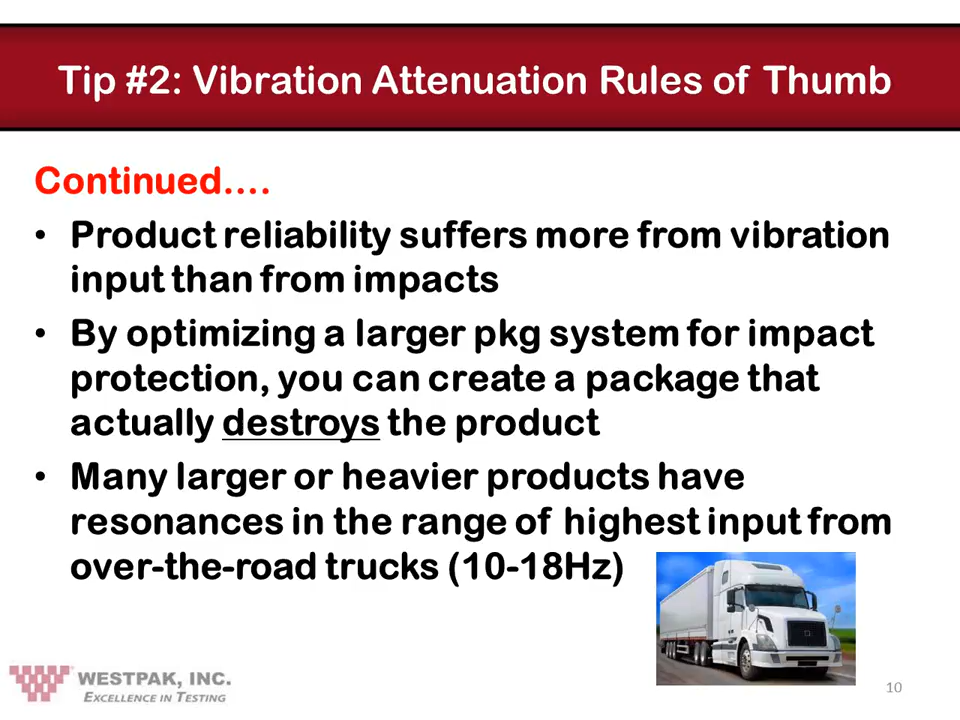 Tip #2: Vibration Attenuation Rules of Thumb
Continued....
• Product reliability suffers more from vibration
input than from impacts
• By optimizing a larger pkg system for impact
protection, you can create a package that
actually destroys the product
• Many larger or heavier products have
resonances in the range of highest input from
over-the-road trucks (10-18Hz)
WESTPAK, INC.
EXCELLENCE IN TESTING
10